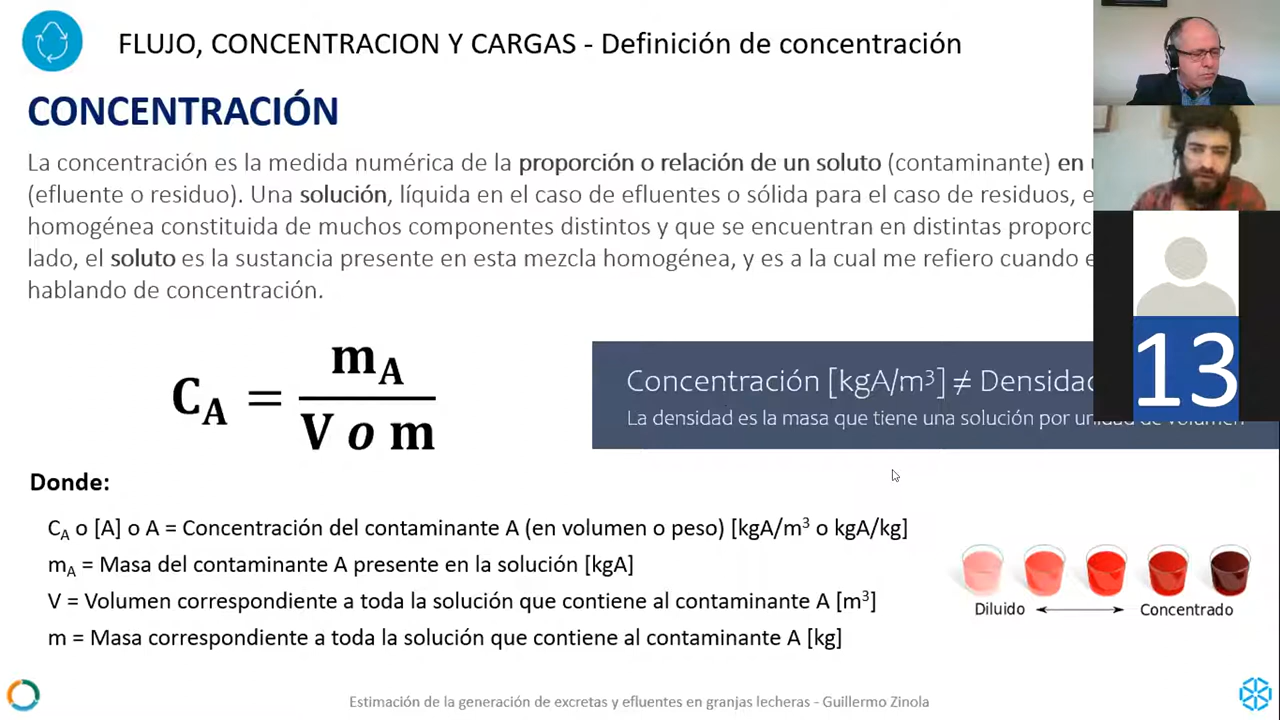 FLUJO, CONCENTRACION Y CARGAS - Definición de concentración
CONCENTRACIÓN
La concentración es la medida numérica de la proporción o relación de un soluto (contaminante) en
(efluente o residuo). Una solución, líquida en el caso de efluentes o sólida para el caso de residuos,
homogénea constituida de muchos componentes distintos y que se encuentran en distintas
lado, el soluto es la sustancia presente en esta mezcla homogénea, y es a la cual me refiero cuando
hablando de concentración.
C_A = m_A / V o m
Concentración [kgA/m³] ≠ Densidad
La densidad es la masa que tiene una solución por unidad de volumen
13
Donde:
C_A o [A] o A = Concentración del contaminante A (en volumen o peso) [kgA/m³ o kgA/kg]
m_A = Masa del contaminante A presente en la solución [kgA]
V = Volumen correspondiente a toda la solución que contiene al contaminante A [m³]
m = Masa correspondiente a toda la solución que contiene al contaminante A [kg]
Diluido Concentrado
Estimación de la generación de excretas y efluentes en granjas lecheras - Guillermo Zinola